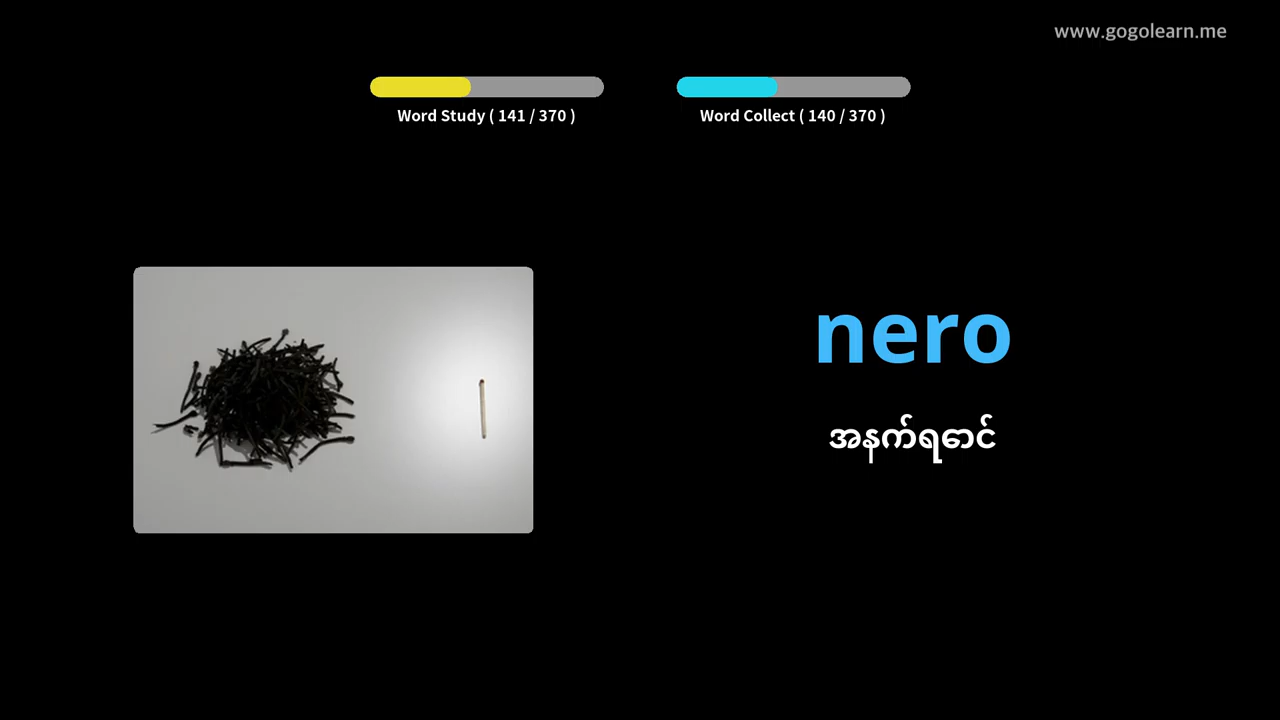 www.gogolearn.me
Word Study ( 141 / 370 )
Word Collect ( 140 / 370 )
nero
အနက်ရောင်